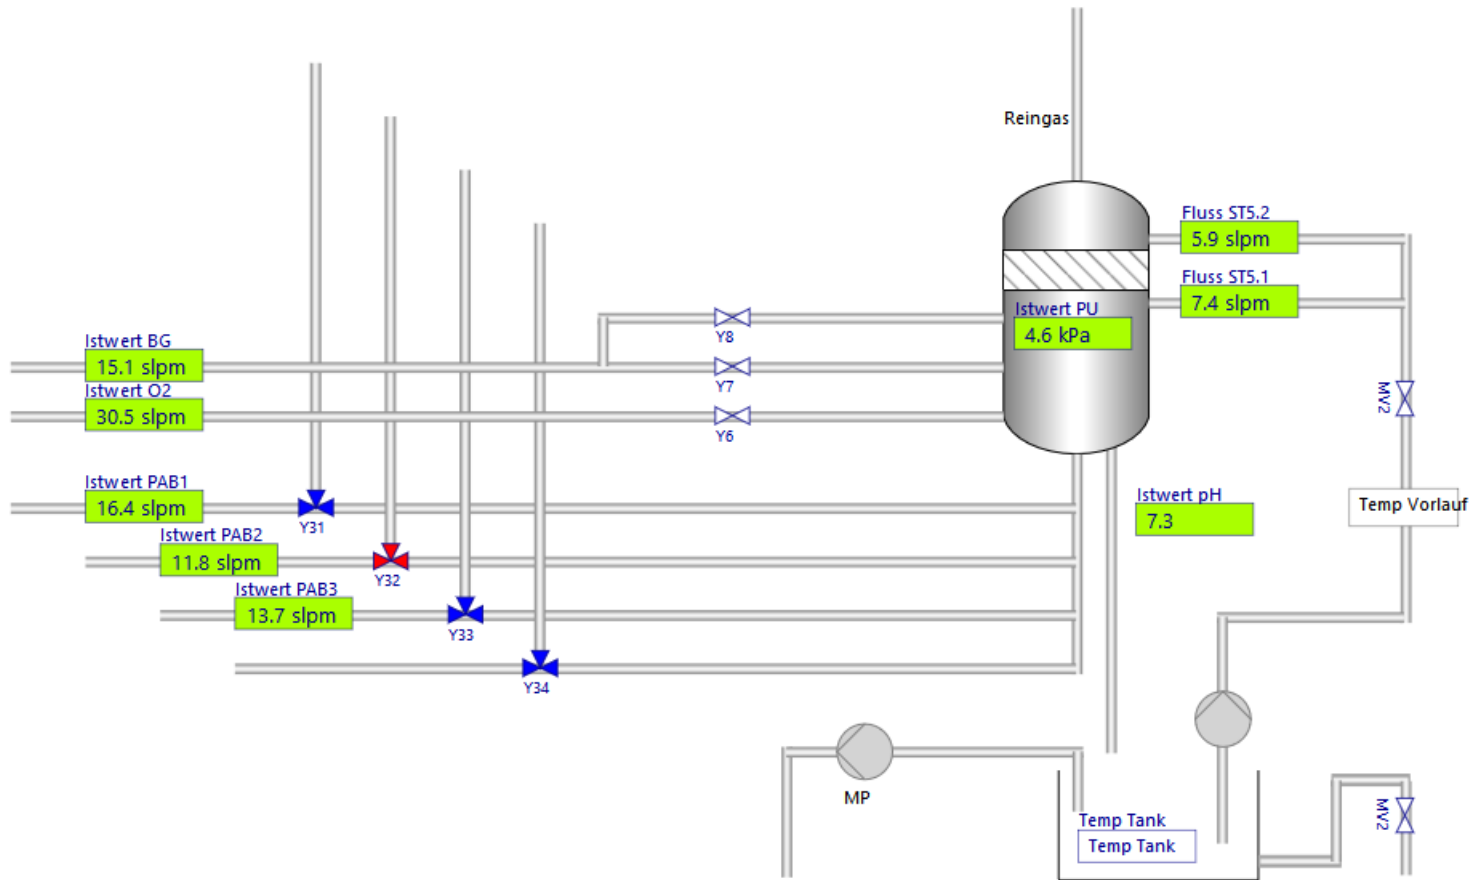 Reingas
Fluss ST5.2
5.9 slpm
Fluss ST5.1
7.4 slpm
Istwert PU
4.6 kPa
Y8
Istwert BG
15.1 slpm
Y7
Istwert O2
30.5 slpm
Y6
MV2
Istwert PAB1
16.4 slpm
Y31
Istwert pH
7.3
Temp Vorlauf
Istwert PAB2
11.8 slpm
Y32
Istwert PAB3
13.7 slpm
Y33
Y34
MP
Temp Tank
Temp Tank
MV2